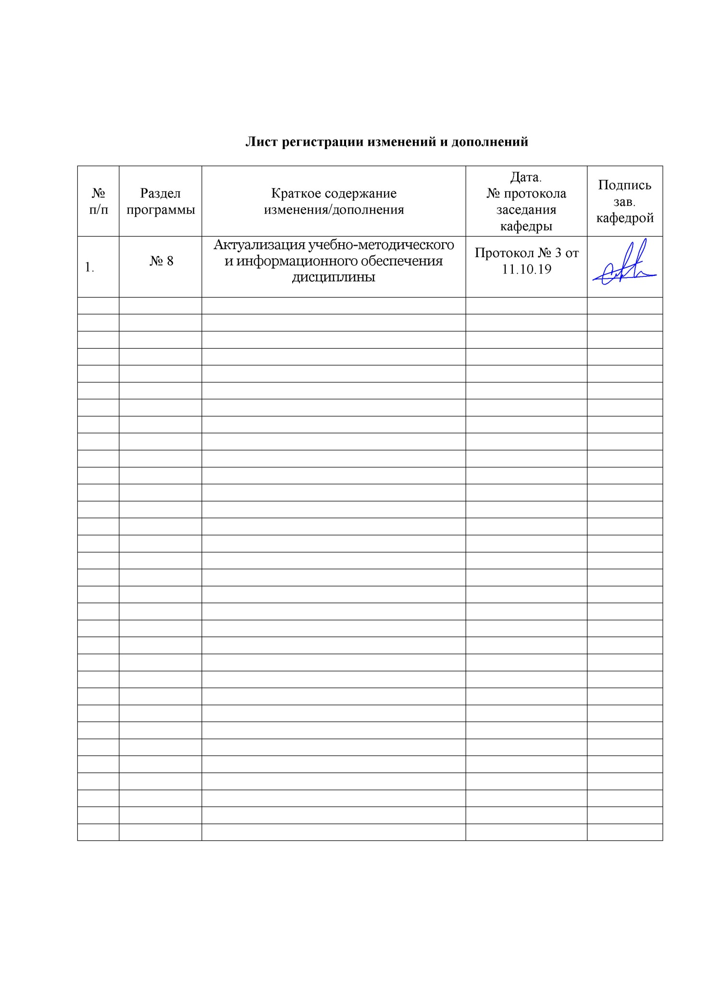 Лист регистрации изменений и дополнений
№
п/п
Раздел
программы
Краткое содержание
изменения/дополнения
Дата.
№ протокола
заседания
кафедры
Подпись
зав.
кафедрой
1.
№ 8
Актуализация учебно-методического
и информационного обеспечения
дисциплины
Протокол № 3 от
11.10.19